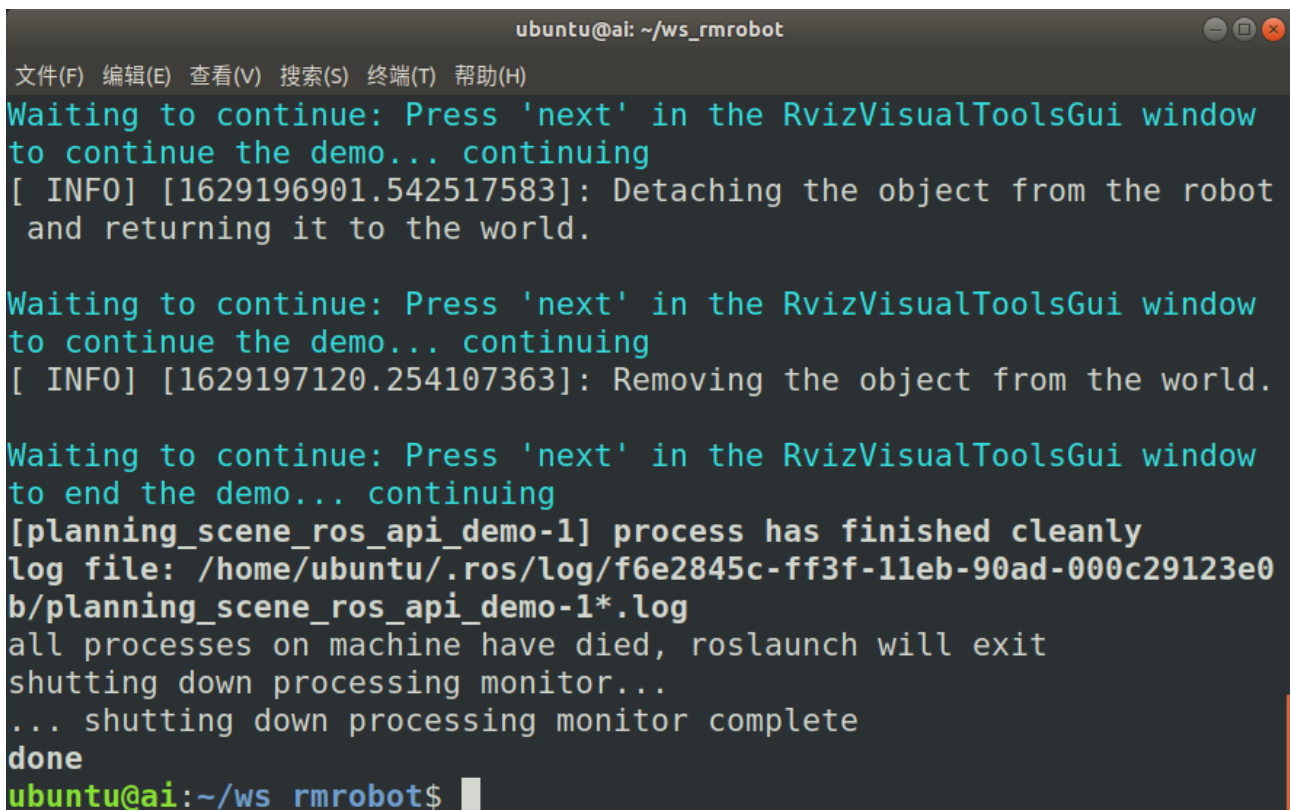 ubuntu@ai: ~/ws_rmrobot
文件(F) 编辑(E) 查看(V) 搜索(S) 终端(T) 帮助(H)
Waiting to continue: Press 'next' in the RvizVisualToolsGui window
to continue the demo... continuing
[ INFO] [1629196901.542517583]: Detaching the object from the robot
 and returning it to the world.
Waiting to continue: Press 'next' in the RvizVisualToolsGui window
to continue the demo... continuing
[ INFO] [1629197120.254107363]: Removing the object from the world.
Waiting to continue: Press 'next' in the RvizVisualToolsGui window
to end the demo... continuing
[planning_scene_ros_api_demo-1] process has finished cleanly
log file: /home/ubuntu/.ros/log/f6e2845c-ff3f-11eb-90ad-000c29123e0
b/planning_scene_ros_api_demo-1*.log
all processes on machine have died, roslaunch will exit
shutting down processing monitor...
... shutting down processing monitor complete
done
ubuntu@ai:~/ws_rmrobot$